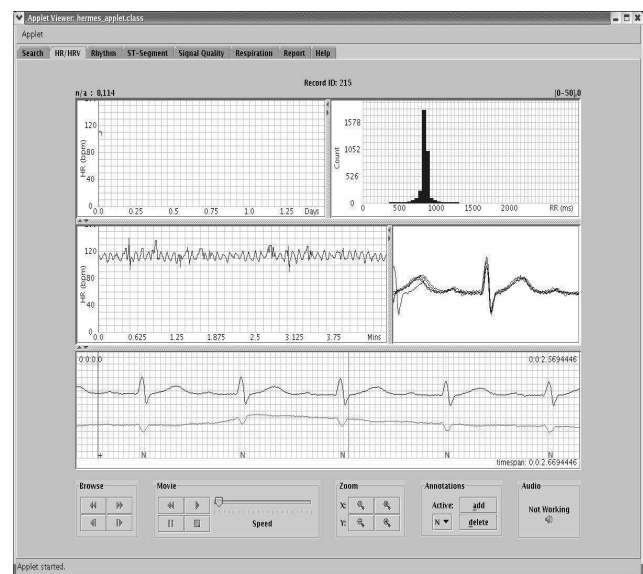 Applet Viewer: hermes_applet.class
Applet
Search HR/HRV Rhythm ST-Segment Signal Quality Respiration Report Help
Record ID: 215
n/a : 0,114 |0-50|,0
120
80
40
0
HR. (bpm)
0.0 0.25 0.5 0.75 1.0 1.25 Days
1578
1052
526
0
Count
0 500 1000 1500 2000 RR (ms)
120
80
40
0
HR. (bpm)
0.0 0.625 1.25 1.875 2.5 3.125 3.75 Mins
0:0:0.0 0:0:2.5694446
+ N N N N N
timespan: 0:0:2.6694446
Browse Movie Zoom Annotations Audio
X: Active: add Not Working
Speed Y: N delete
Applet started.